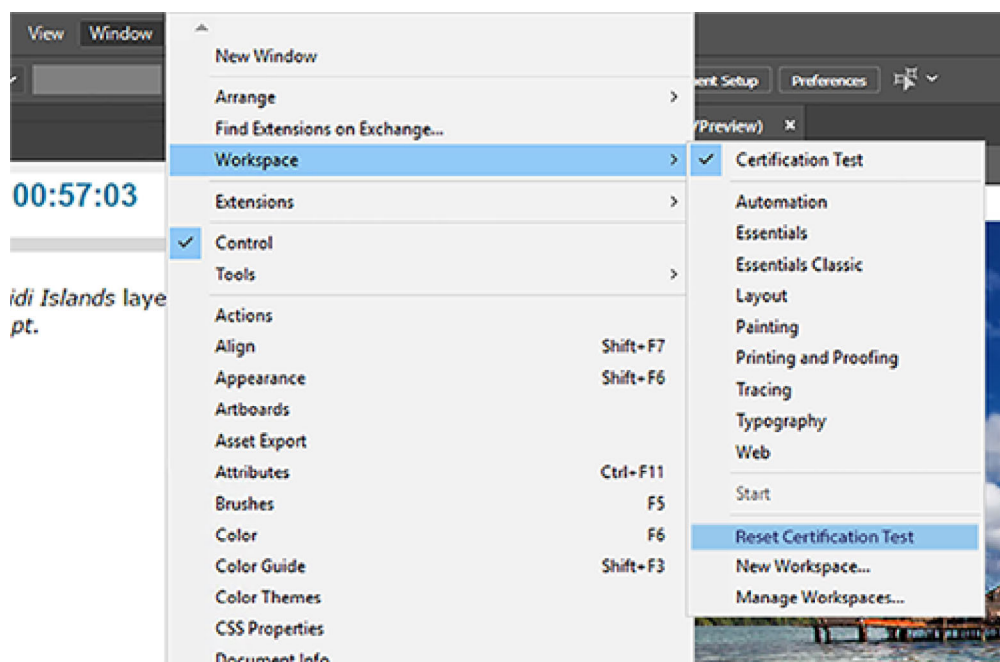 View Window
New Window
Arrange
Find Extensions on Exchange...
Workspace
Extensions
Control
Tools
Actions
Align Shift+F7
Appearance Shift+F6
Artboards
Asset Export
Attributes Ctrl+F11
Brushes F5
Color F6
Color Guide Shift+F3
Color Themes
CSS Properties
Document Info
ent Setup Preferences
/Preview) ×
Certification Test
Automation
Essentials
Essentials Classic
Layout
Painting
Printing and Proofing
Tracing
Typography
Web
Start
Reset Certification Test
New Workspace...
Manage Workspaces...
00:57:03
idi Islands laye
pt.